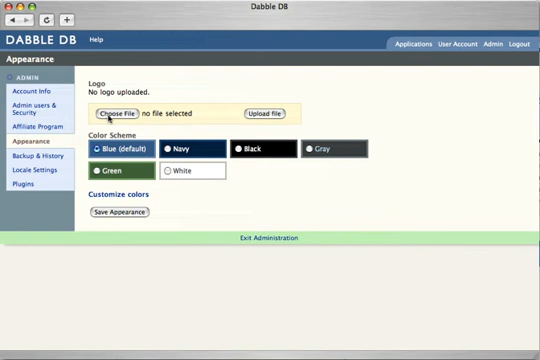 Dabble DB
DABBLE DB
Help
Applications
User Account
Admin
Logout
Appearance
ADMIN
Account Info
Admin users &
Security
Affiliate Program
Appearance
Backup & History
Locale Settings
Plugins
Logo
No logo uploaded.
Choose File no file selected
Upload file
Color Scheme
Blue (default)
Navy
Black
Gray
Green
White
Customize colors
Save Appearance
Exit Administration